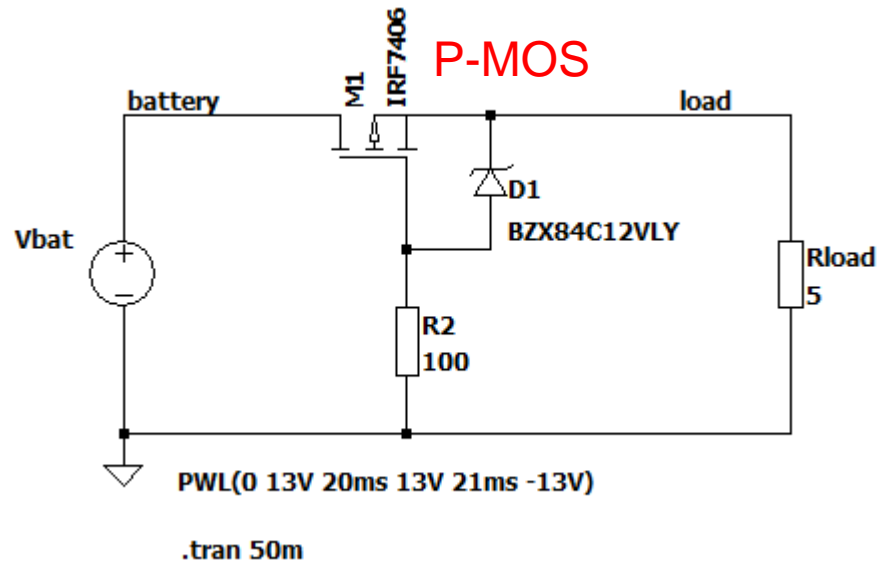 P-MOS
M1
IRF7406
battery
load
D1
BZX84C12VLY
Vbat
Rload
5
R2
100
PWL(0 13V 20ms 13V 21ms -13V)
.tran 50m